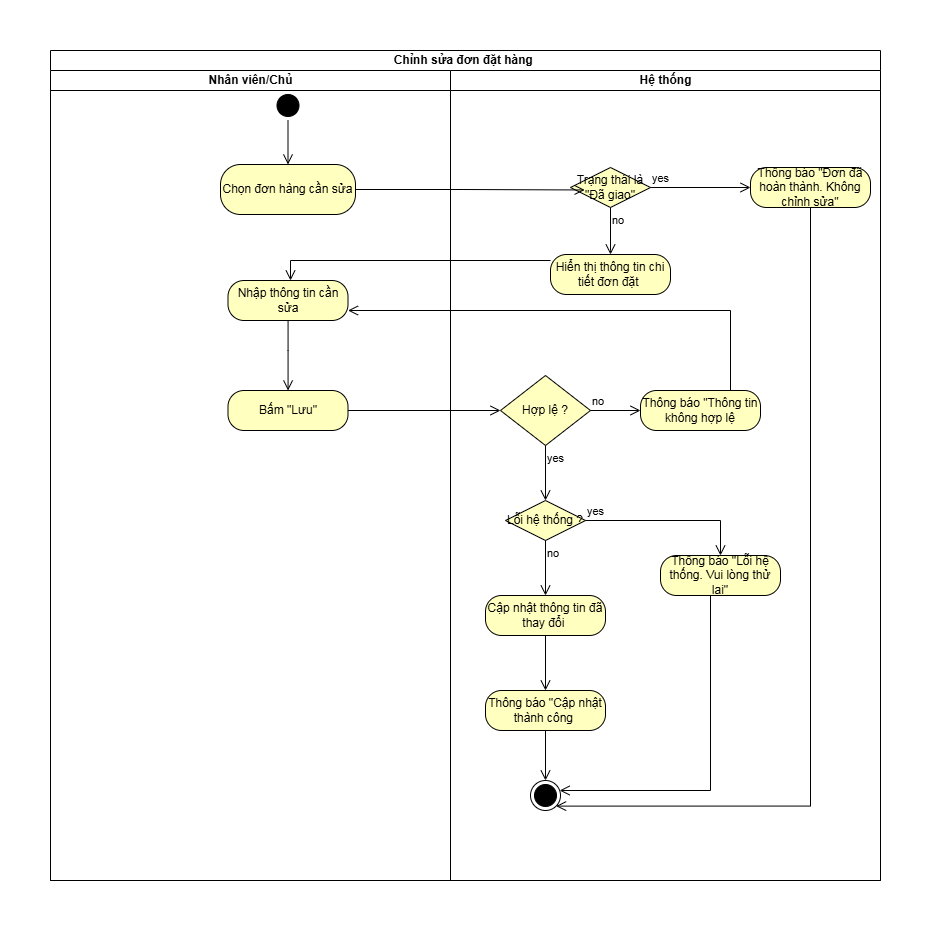 Chỉnh sửa đơn đặt hàng
Nhân viên/Chủ
Hệ thống
Chọn đơn hàng cần sửa
Trạng thái là
"Đã giao"
yes
Thông báo "Đơn đã
hoàn thành. Không
chỉnh sửa"
no
Hiển thị thông tin chi
tiết đơn đặt
Nhập thông tin cần
sửa
Bấm "Lưu"
Hợp lệ ?
no
Thông báo "Thông tin
không hợp lệ
yes
Lỗi hệ thống ?
yes
no
Thông báo "Lỗi hệ
thống. Vui lòng thử
lại"
Cập nhật thông tin đã
thay đổi
Thông báo "Cập nhật
thành công